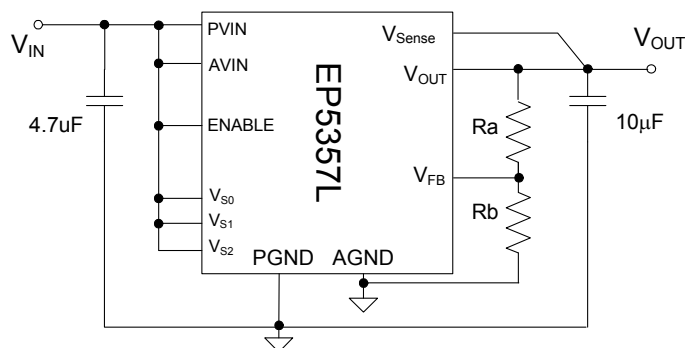 V_IN
4.7uF
PVIN
AVIN
ENABLE
V_S0
V_S1
V_S2
EP5357L
PGND
AGND
V_Sense
V_OUT
V_FB
Ra
Rb
V_OUT
10μF